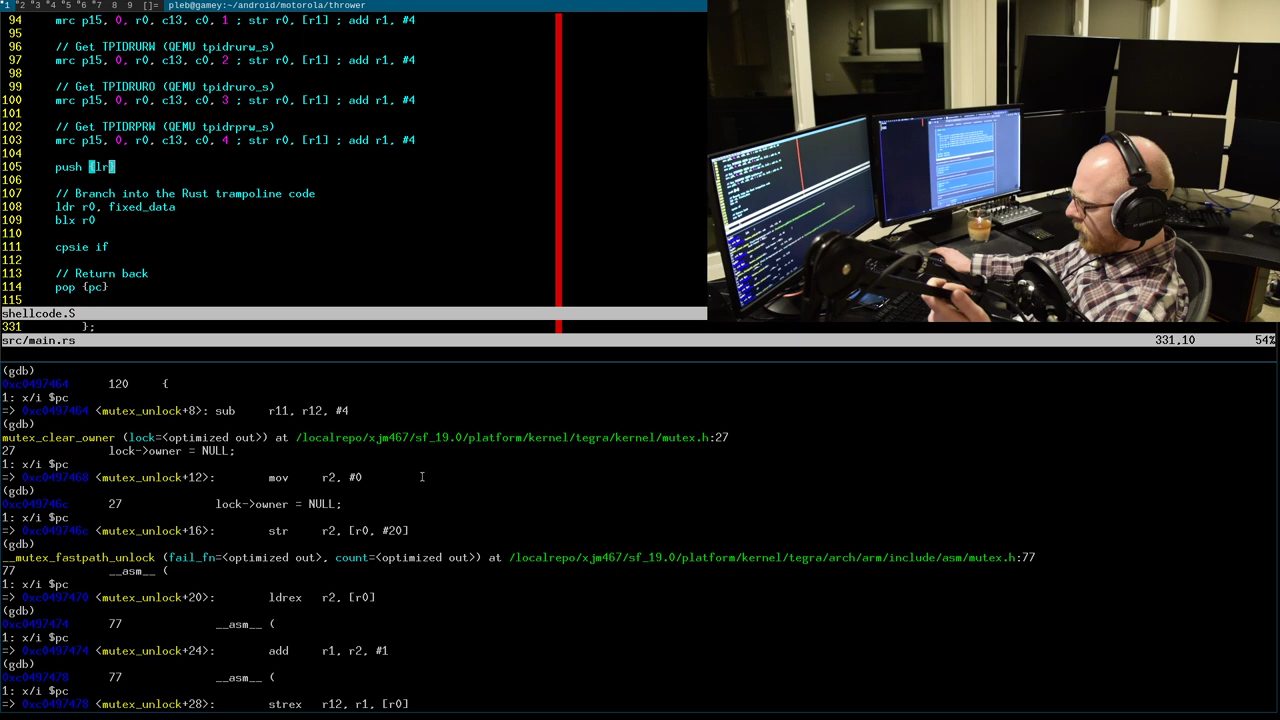 1 2 3 4 5 6 7 8 9 []= pleb@gamey:~/android/motorola/thrower
94 mrc p15, 0, r0, c13, c0, 1 ; str r0, [r1] ; add r1, #4
95
96 // Get TPIDRURW (QEMU tpidrurw_s)
97 mrc p15, 0, r0, c13, c0, 2 ; str r0, [r1] ; add r1, #4
98
99 // Get TPIDRURO (QEMU tpidruro_s)
100 mrc p15, 0, r0, c13, c0, 3 ; str r0, [r1] ; add r1, #4
101
102 // Get TPIDRPRW (QEMU tpidrprw_s)
103 mrc p15, 0, r0, c13, c0, 4 ; str r0, [r1] ; add r1, #4
104
105 push {lr}
106
107 // Branch into the Rust trampoline code
108 ldr r0, fixed_data
109 blx r0
110
111 cpsie if
112
113 // Return back
114 pop {pc}
115
shellcode.S
331 };
src/main.rs 331,10 54%
(gdb)
0xc0497464 120 {
1: x/i $pc
=> 0xc0497464 <mutex_unlock+8>: sub r11, r12, #4
(gdb)
mutex_clear_owner (lock=<optimized out>) at /localrepo/xjm467/sf_19.0/platform/kernel/tegra/kernel/mutex.h:27
27 lock->owner = NULL;
1: x/i $pc
=> 0xc0497468 <mutex_unlock+12>: mov r2, #0
(gdb)
0xc049746c 27 lock->owner = NULL;
1: x/i $pc
=> 0xc049746c <mutex_unlock+16>: str r2, [r0, #20]
(gdb)
__mutex_fastpath_unlock (fail_fn=<optimized out>, count=<optimized out>) at /localrepo/xjm467/sf_19.0/platform/kernel/tegra/arch/arm/include/asm/mutex.h:77
77 __asm__ (
1: x/i $pc
=> 0xc0497470 <mutex_unlock+20>: ldrex r2, [r0]
(gdb)
0xc0497474 77 __asm__ (
1: x/i $pc
=> 0xc0497474 <mutex_unlock+24>: add r1, r2, #1
(gdb)
0xc0497478 77 __asm__ (
1: x/i $pc
=> 0xc0497478 <mutex_unlock+28>: strex r12, r1, [r0]